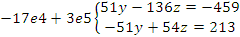 -17e4 + 3e5 { 51y - 136z = -459
-51y + 54z = 213